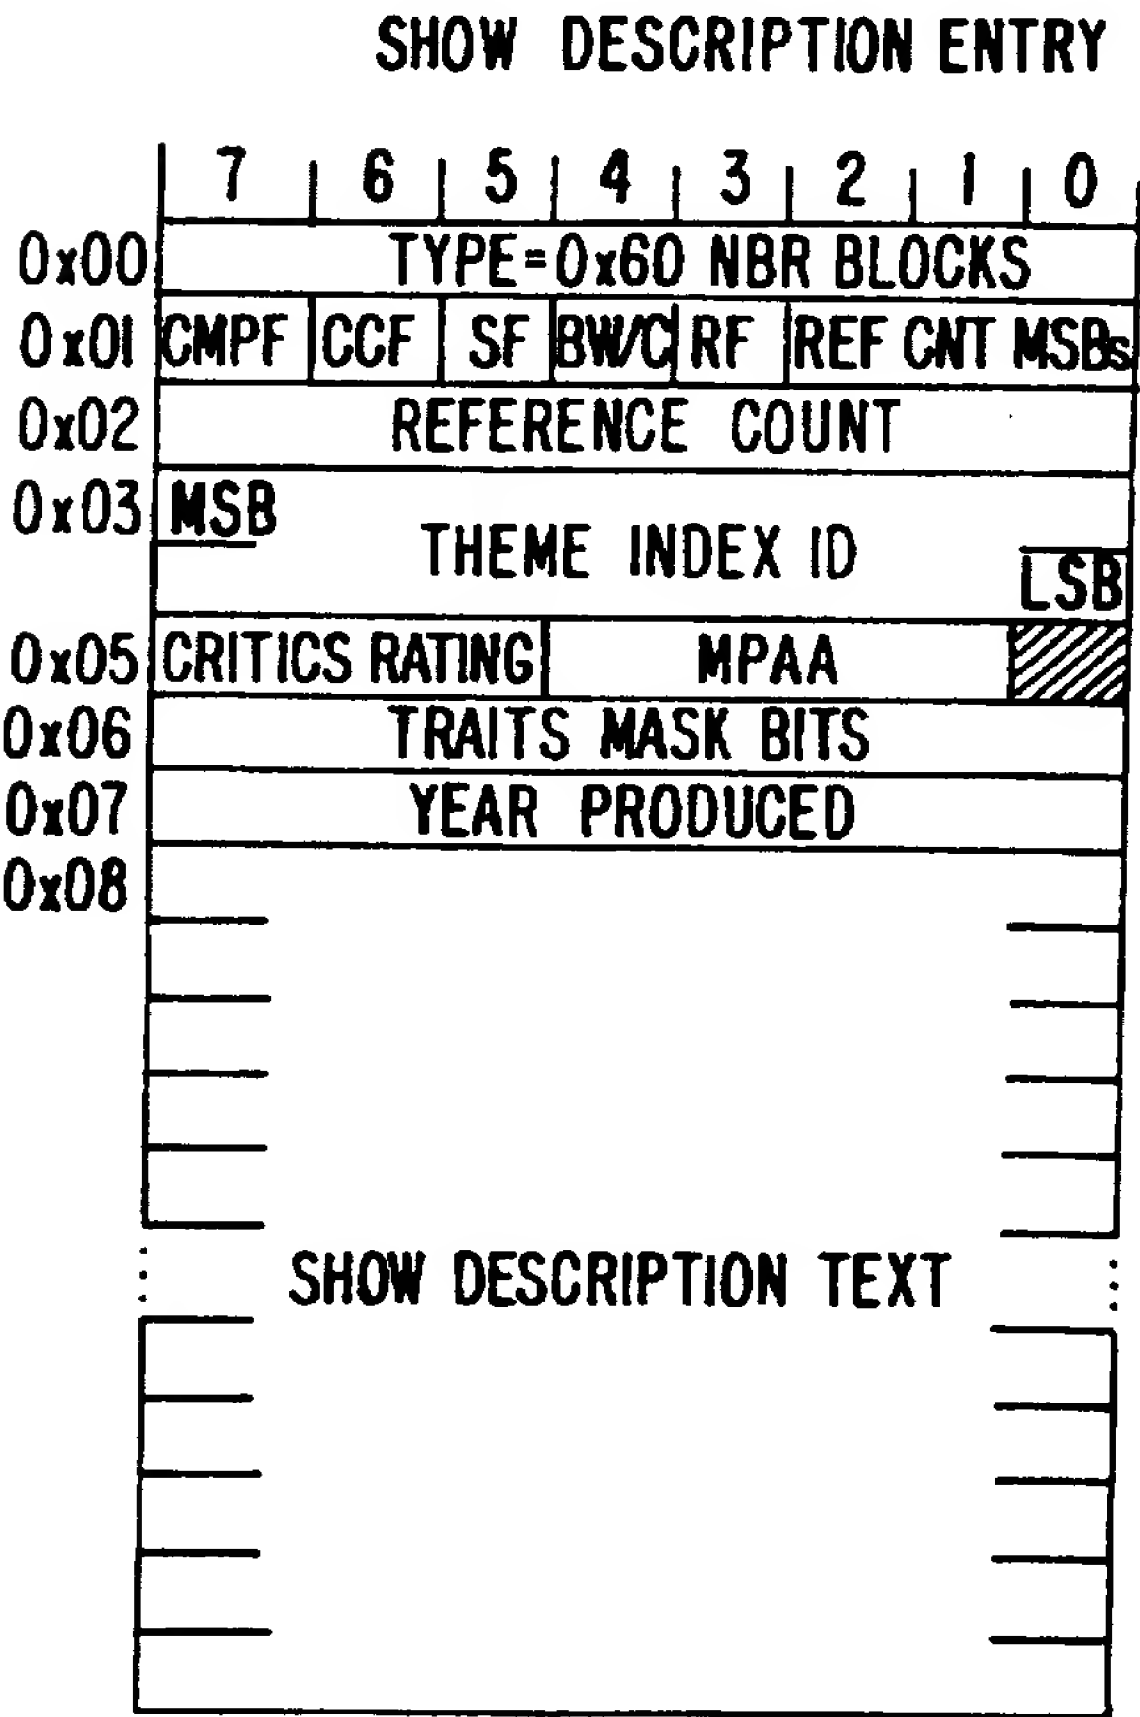 SHOW DESCRIPTION ENTRY
7 6 5 4 3 2 1 0
0x00 TYPE=0x60 NBR BLOCKS
0x01 CMPF CCF SF BW/C RF REF CNT MSBs
0x02 REFERENCE COUNT
0x03 MSB
THEME INDEX ID
LSB
0x05 CRITICS RATING MPAA
0x06 TRAITS MASK BITS
0x07 YEAR PRODUCED
0x08
SHOW DESCRIPTION TEXT